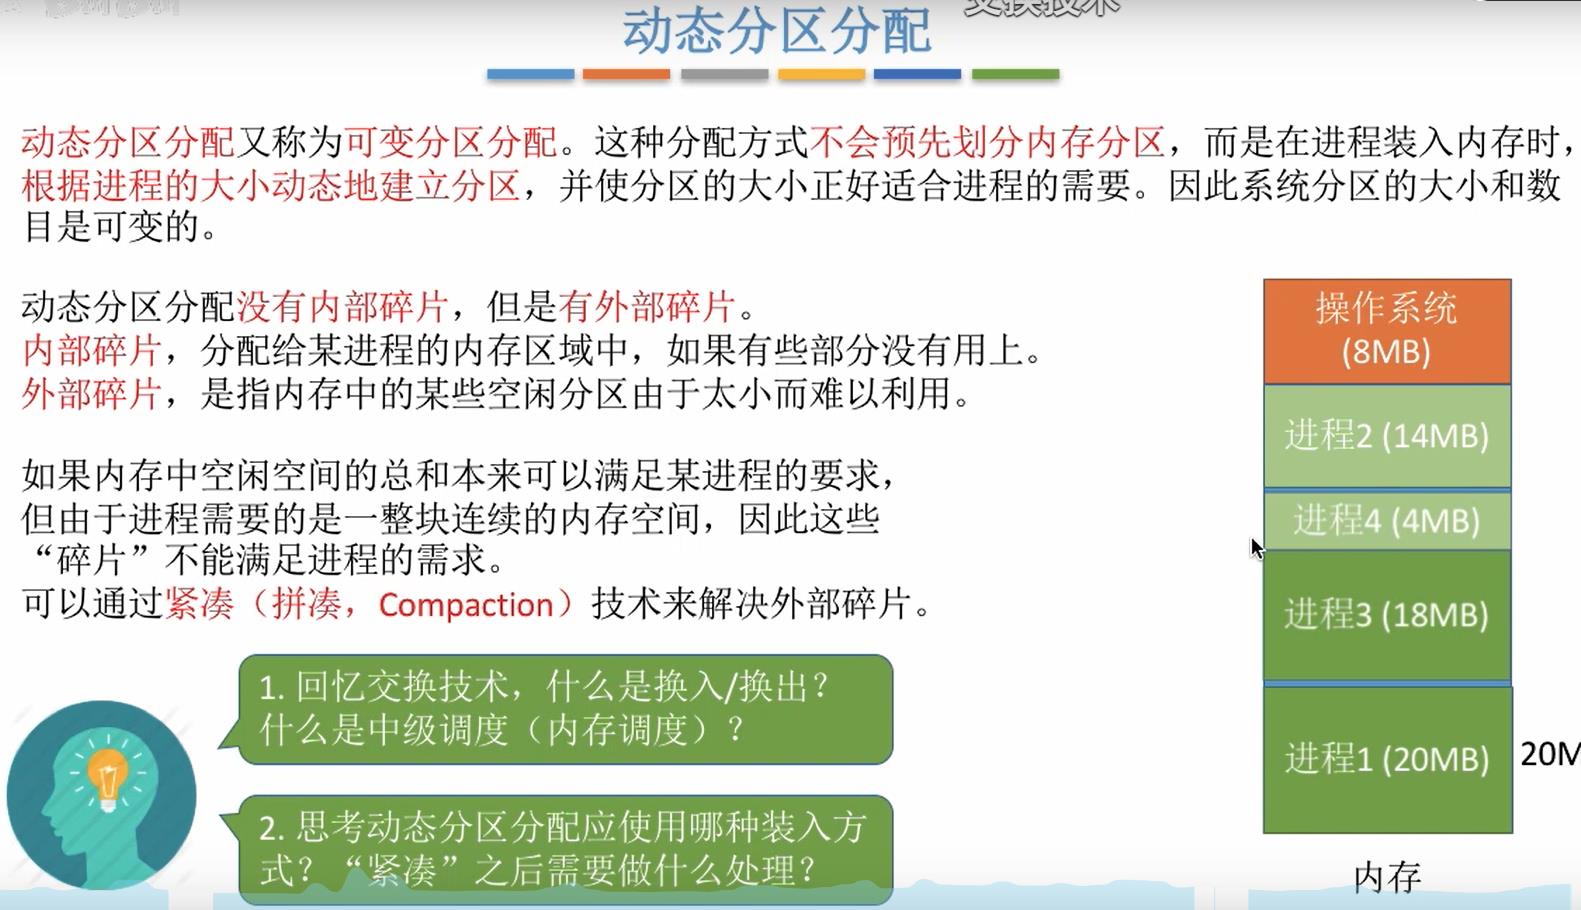 交换技术
动态分区分配
动态分区分配又称为可变分区分配。这种分配方式不会预先划分内存分区，而是在进程装入内存时，
根据进程的大小动态地建立分区，并使分区的大小正好适合进程的需要。因此系统分区的大小和数
目是可变的。
动态分区分配没有内部碎片，但是有外部碎片。
内部碎片，分配给某进程的内存区域中，如果有些部分没有用上。
外部碎片，是指内存中的某些空闲分区由于太小而难以利用。
如果内存中空闲空间的总和本来可以满足某进程的要求，
但由于进程需要的是一整块连续的内存空间，因此这些
“碎片”不能满足进程的需求。
可以通过紧凑（拼凑，Compaction）技术来解决外部碎片。
1. 回忆交换技术，什么是换入/换出？
什么是中级调度（内存调度）？
2. 思考动态分区分配应使用哪种装入方
式？“紧凑”之后需要做什么处理？
操作系统
(8MB)
进程2 (14MB)
进程4 (4MB)
进程3 (18MB)
进程1 (20MB)
20M
内存